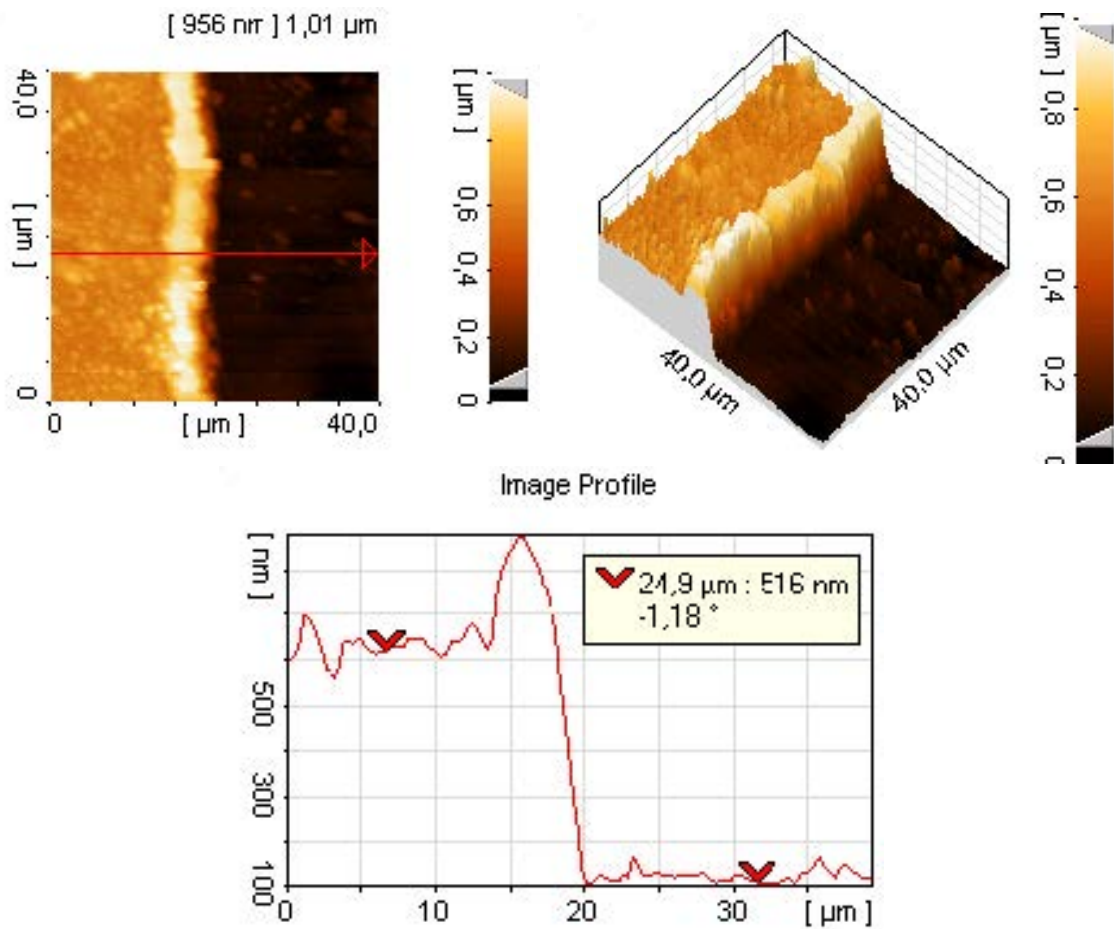 [ 956 nm ] 1,01 µm
40,0
[ µm ]
0
0
[ µm ]
40,0
[ µm ]
0,6
0,4
0,2
0
40,0 µm
40,0 µm
[ µm ]
0,8
0,6
0,4
0,2
0
Image Profile
[ nm ]
500
300
100
24,9 µm : 516 nm
-1,18 °
0
10
20
30
[ µm ]